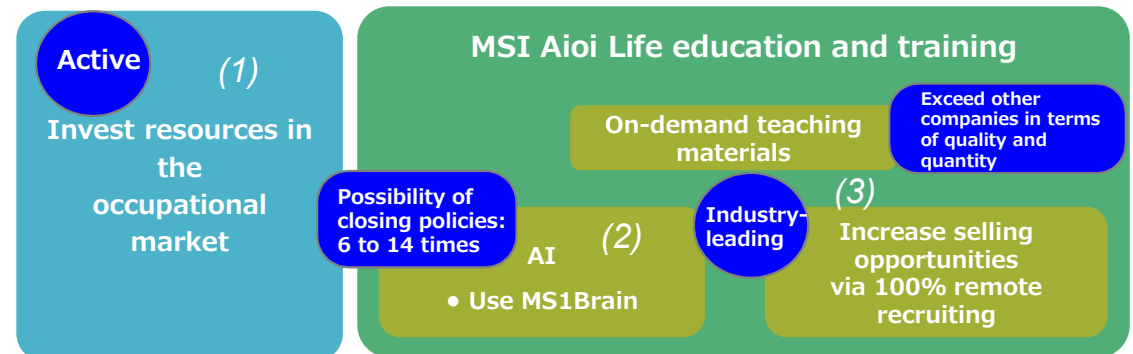 Active
(1)
Invest resources in
the
occupational
market
MSI Aioi Life education and training
On-demand teaching
materials
Exceed other
companies in terms
of quality and
quantity
Possibility of
closing policies:
6 to 14 times
(2)
AI
● Use MS1Brain
Industry-
leading
(3)
Increase selling
opportunities
via 100% remote
recruiting